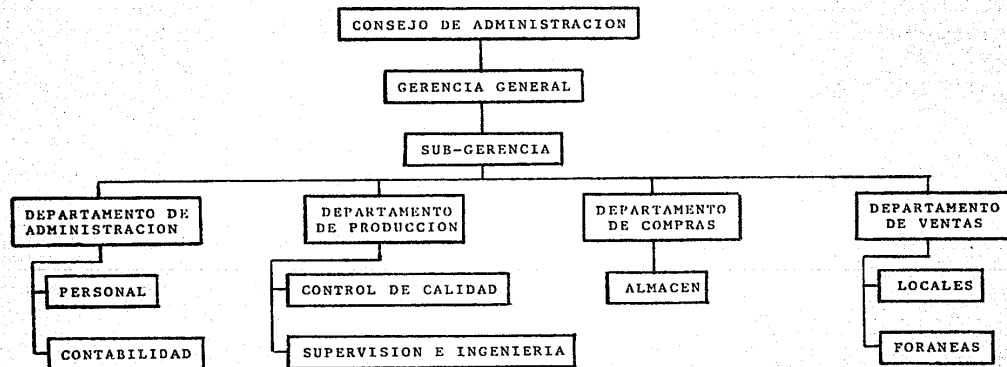 CONSEJO DE ADMINISTRACION
GERENCIA GENERAL
SUB-GERENCIA
DEPARTAMENTO DE
ADMINISTRACION
DEPARTAMENTO
DE PRODUCCION
DEPARTAMENTO
DE COMPRAS
DEPARTAMENTO
DE VENTAS
PERSONAL
CONTROL DE CALIDAD
ALMACEN
LOCALES
CONTABILIDAD
SUPERVISION E INGENIERIA
FORANEAS